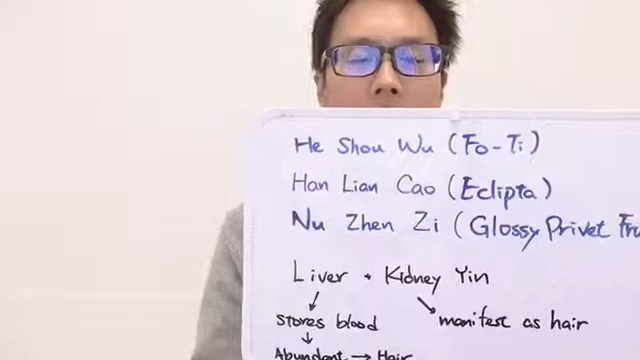 He Shou Wu (Fo-Ti)
Han Lian Cao (Eclipta)
Nu Zhen Zi (Glossy Privet
Liver + Kidney Yin
stores blood
manifest as hair
Abundant → Hair